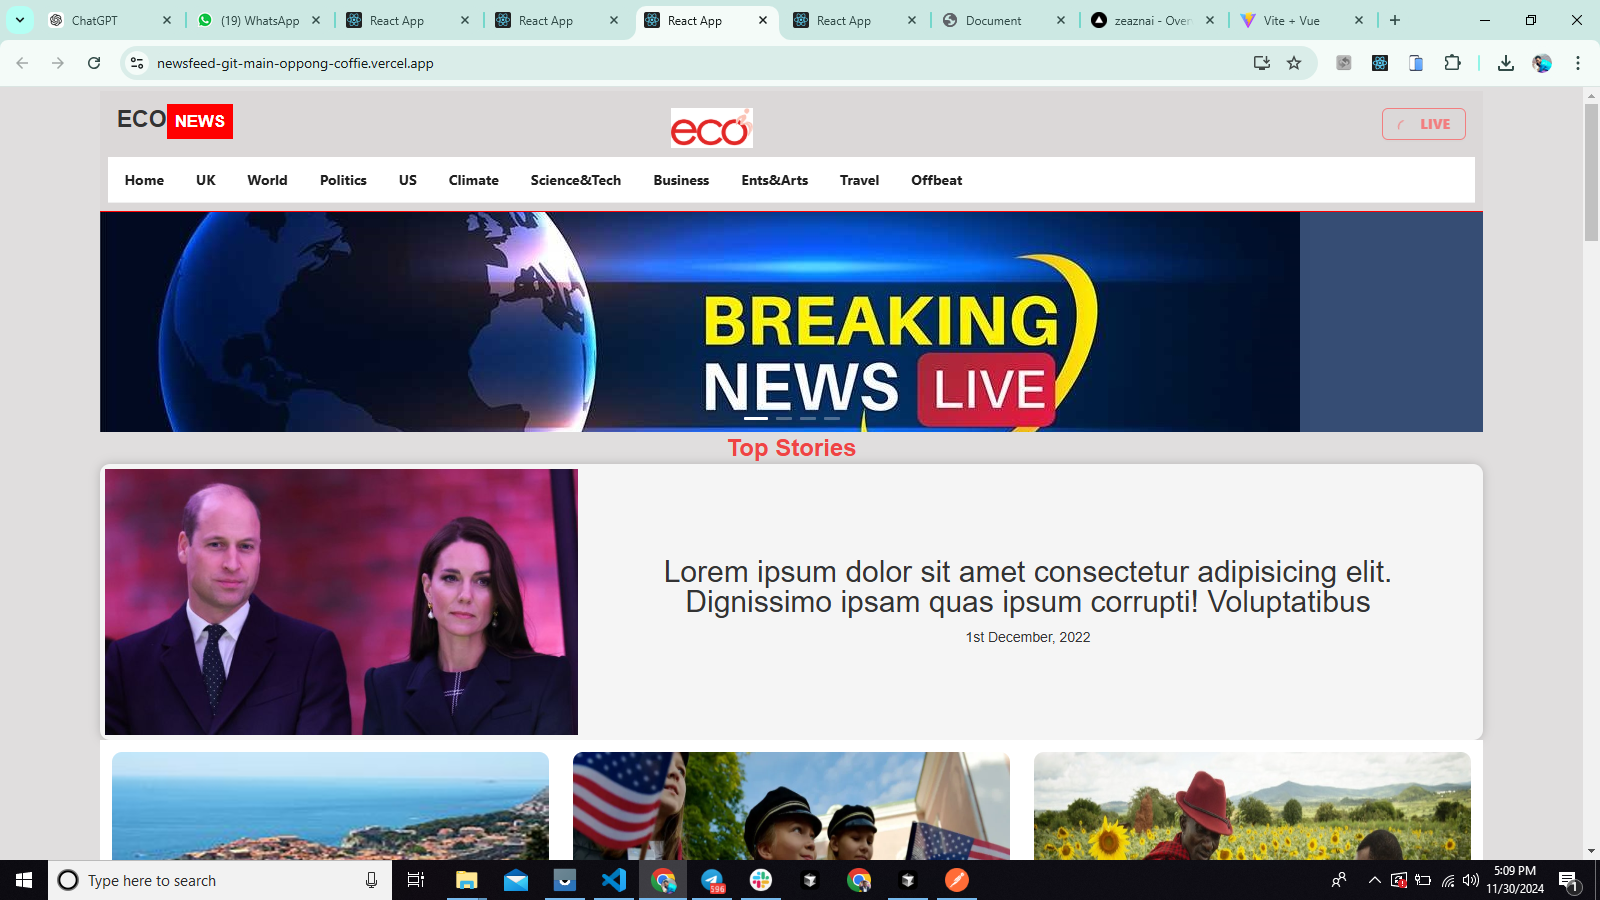 ChatGPT
(19) WhatsApp
React App
React App
React App
React App
Document
zeaznai - Over
Vite + Vue
newsfeed-git-main-oppong-coffie.vercel.app
ECO NEWS
eco
LIVE
Home UK World Politics US Climate Science&Tech Business Ents&Arts Travel Offbeat
BREAKING
NEWS LIVE
Top Stories
Lorem ipsum dolor sit amet consectetur adipisicing elit.
Dignissimo ipsam quas ipsum corrupti! Voluptatibus
1st December, 2022
Type here to search
596
5:09 PM
11/30/2024
1